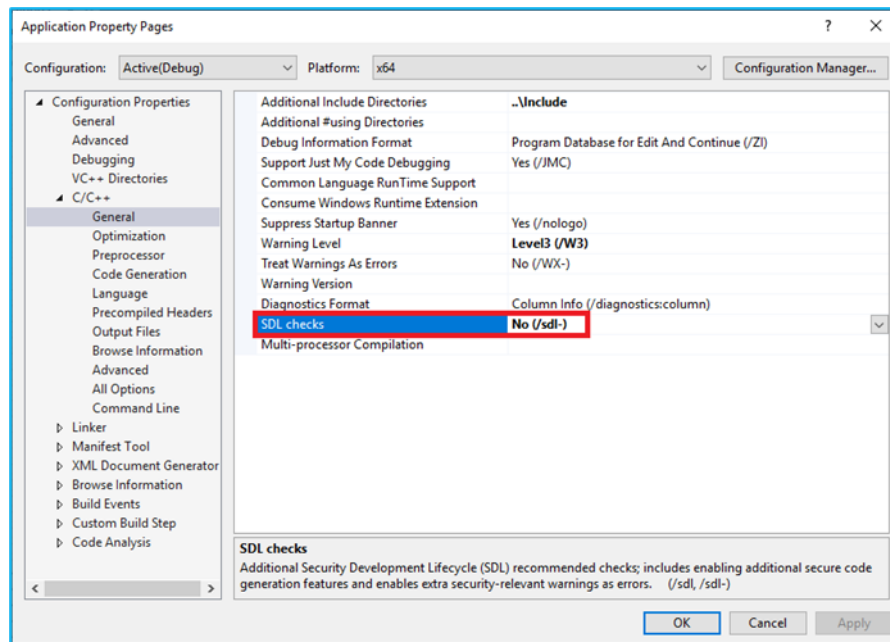 Application Property Pages ? ×
Configuration: Active(Debug) Platform: x64 Configuration Manager...
Configuration Properties
General
Advanced
Debugging
VC++ Directories
C/C++
General
Optimization
Preprocessor
Code Generation
Language
Precompiled Headers
Output Files
Browse Information
Advanced
All Options
Command Line
Linker
Manifest Tool
XML Document Generator
Browse Information
Build Events
Custom Build Step
Code Analysis
Additional Include Directories ..\Include
Additional #using Directories
Debug Information Format Program Database for Edit And Continue (/ZI)
Support Just My Code Debugging Yes (/JMC)
Common Language RunTime Support
Consume Windows Runtime Extension
Suppress Startup Banner Yes (/nologo)
Warning Level Level3 (/W3)
Treat Warnings As Errors No (/WX-)
Warning Version
Diagnostics Format Column Info (/diagnostics:column)
SDL checks No (/sdl-)
Multi-processor Compilation
SDL checks
Additional Security Development Lifecycle (SDL) recommended checks; includes enabling additional secure code
generation features and enables extra security-relevant warnings as errors. (/sdl, /sdl-)
OK Cancel Apply